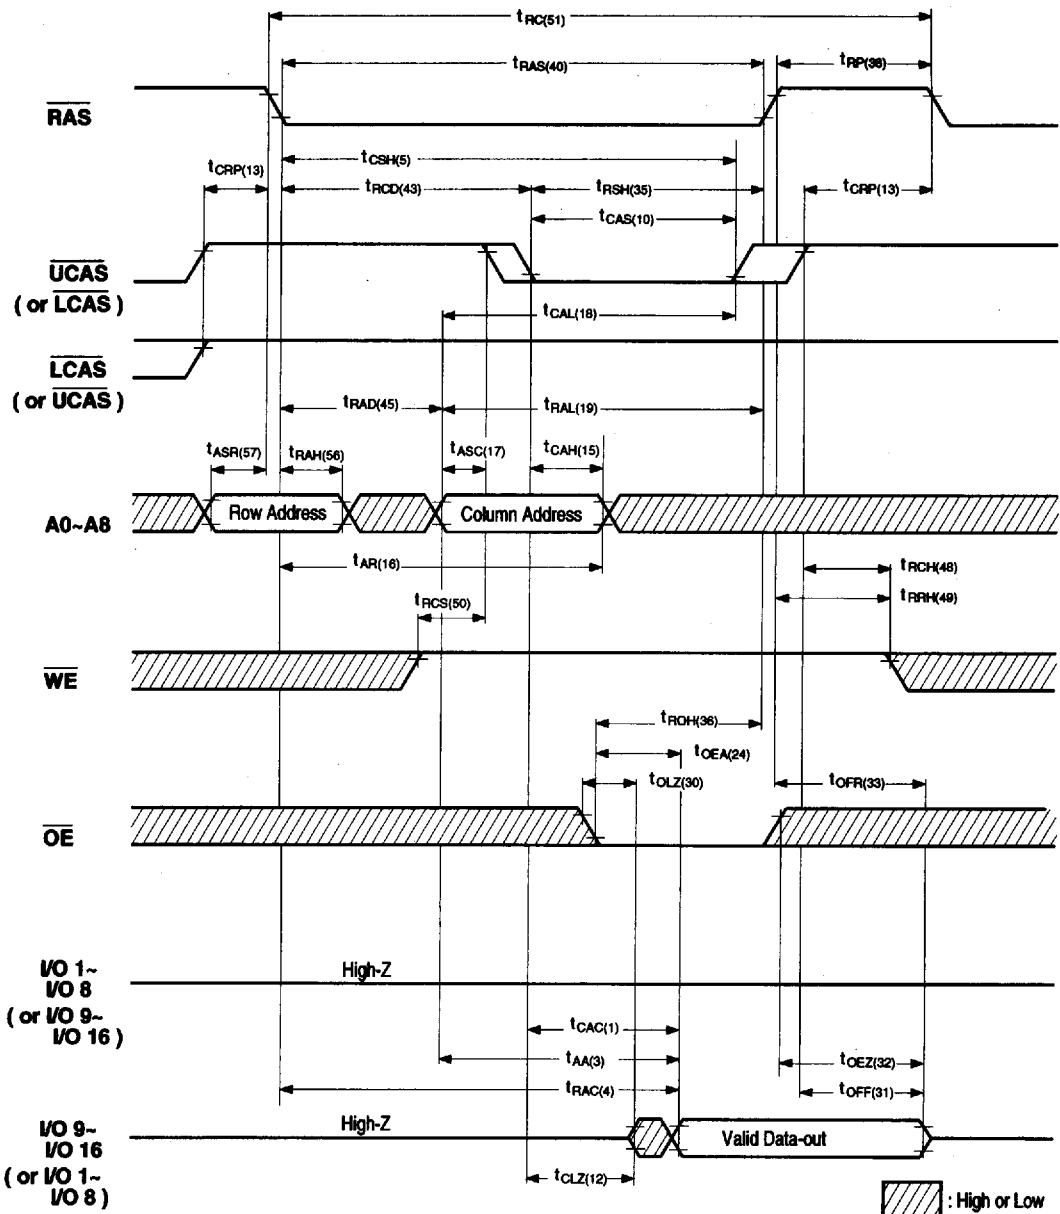 tRC(51)
tRAS(40)
tRP(38)
RAS
tCSH(5)
tCRP(13)
tRCD(43)
tRSH(35)
tCRP(13)
tCAS(10)
UCAS
( or LCAS )
tCAL(18)
LCAS
( or UCAS )
tRAD(45)
tRAL(19)
tASR(57)
tRAH(56)
tASC(17)
tCAH(15)
A0~A8
Row Address
Column Address
tAR(16)
tRCH(48)
tRCS(50)
tRRH(49)
WE
tROH(36)
tOEA(24)
tOLZ(30)
tOFR(33)
OE
I/O 1~
I/O 8
( or I/O 9~
I/O 16 )
High-Z
tCAC(1)
tAA(3)
tOEZ(32)
tRAC(4)
tOFF(31)
I/O 9~
I/O 16
( or I/O 1~
I/O 8 )
High-Z
Valid Data-out
tCLZ(12)
: High or Low